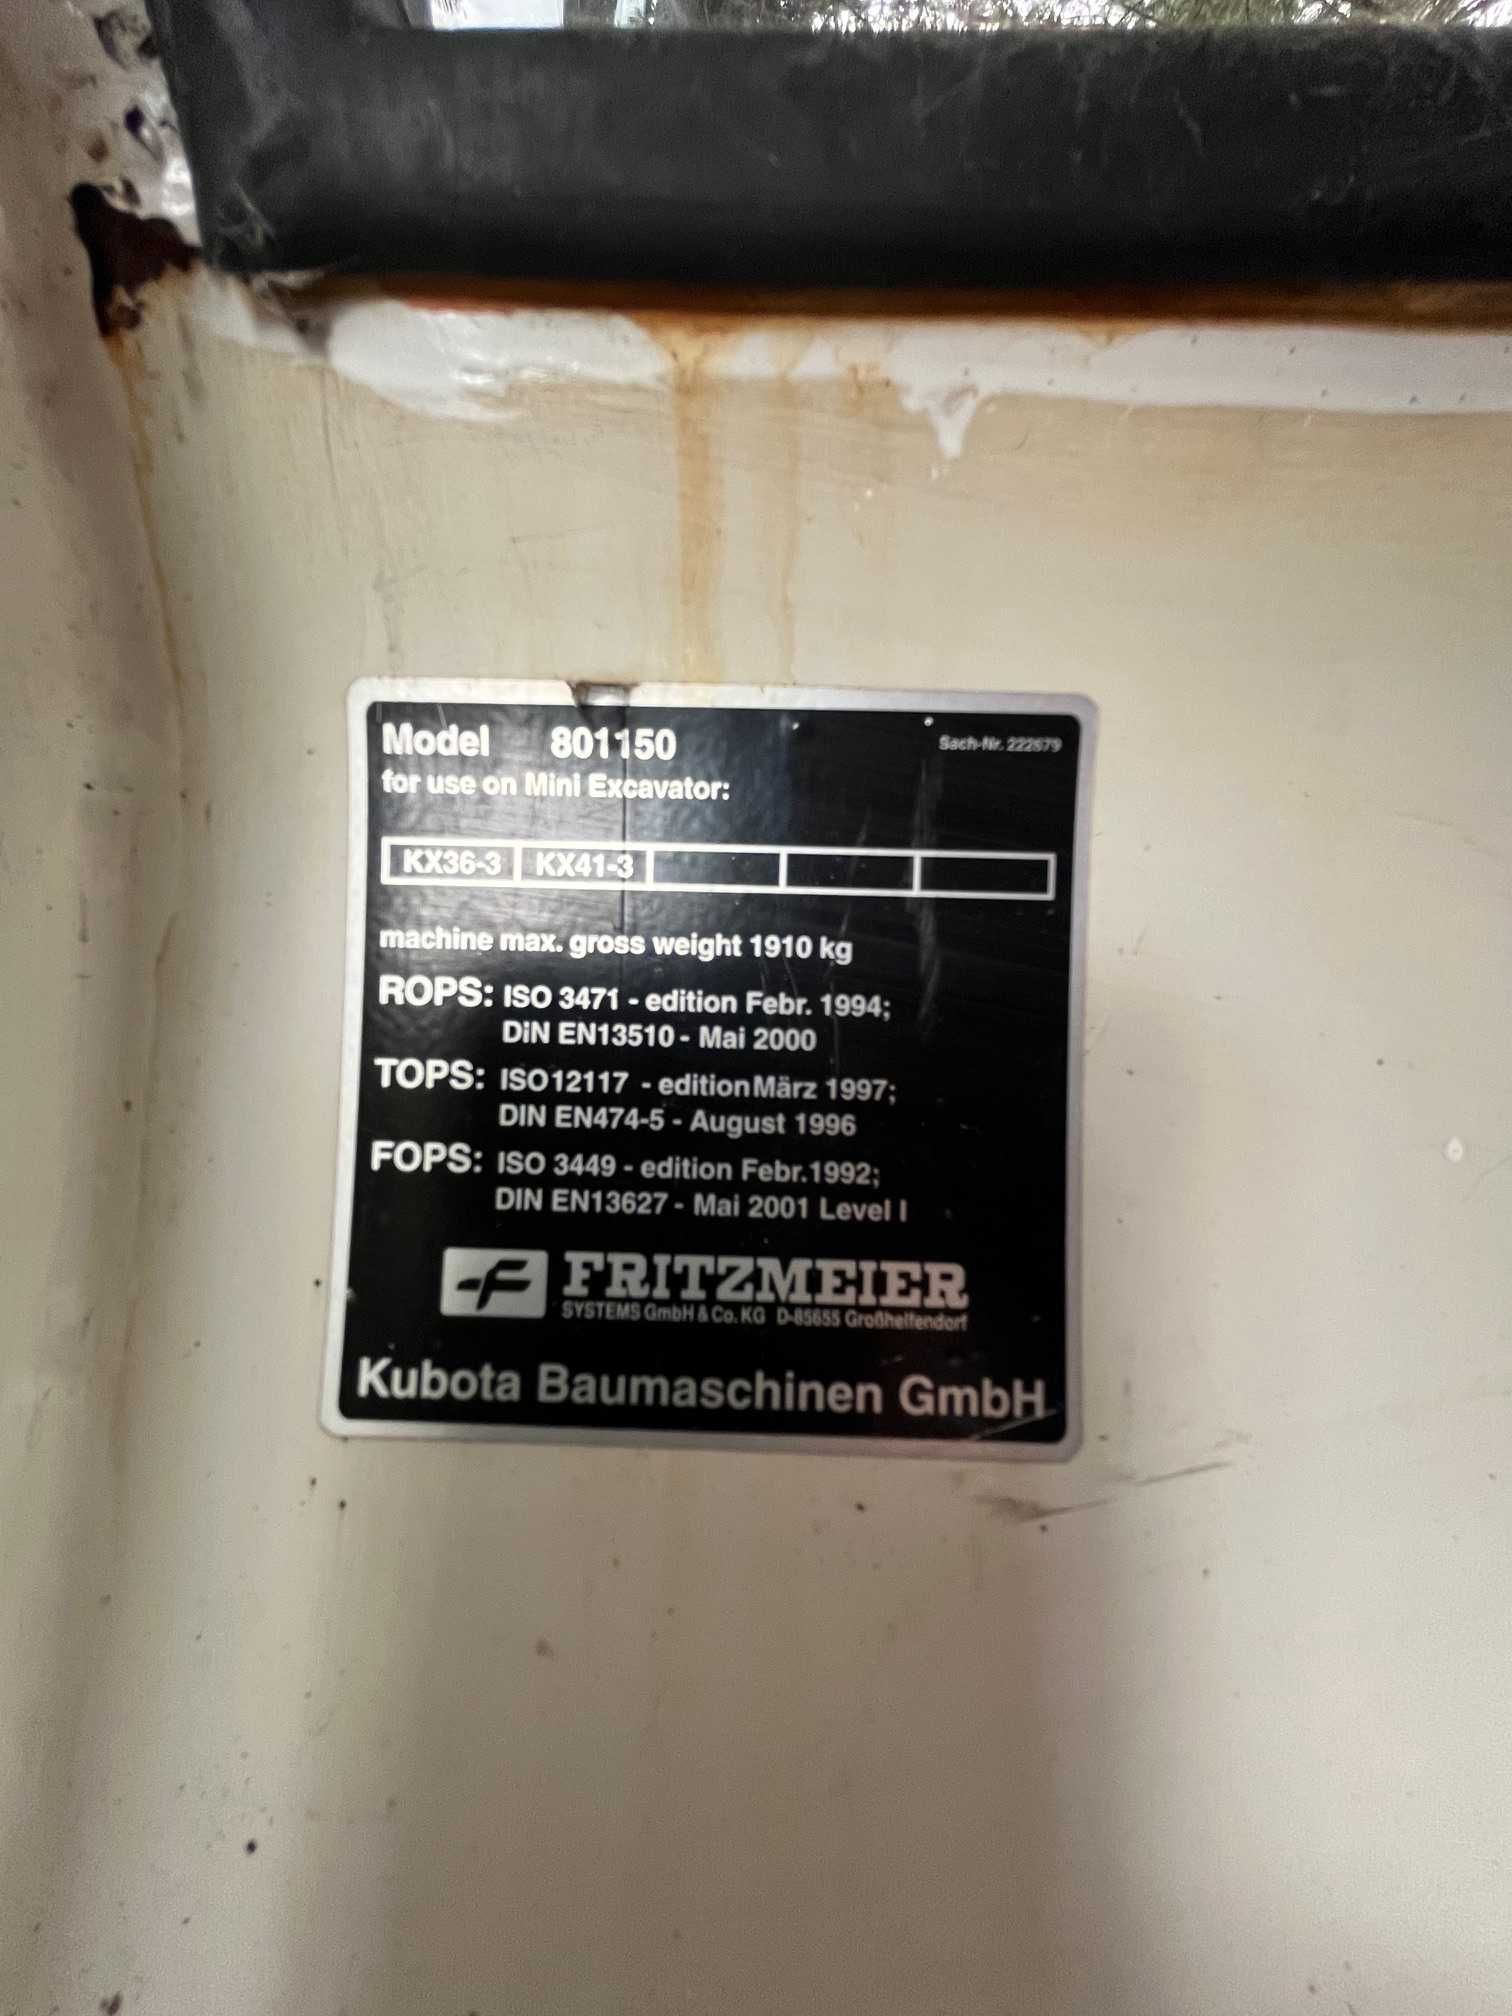 Model 801150 Sach-Nr. 222679
for use on Mini Excavator:
KX36-3 KX41-3
machine max. gross weight 1910 kg
ROPS: ISO 3471 - edition Febr. 1994;
DiN EN13510 - Mai 2000
TOPS: ISO12117 - edition März 1997;
DIN EN474-5 - August 1996
FOPS: ISO 3449 - edition Febr.1992;
DIN EN13627 - Mai 2001 Level I
FRITZMEIER
SYSTEMS GmbH & Co. KG D-85655 Großhelfendorf
Kubota Baumaschinen GmbH